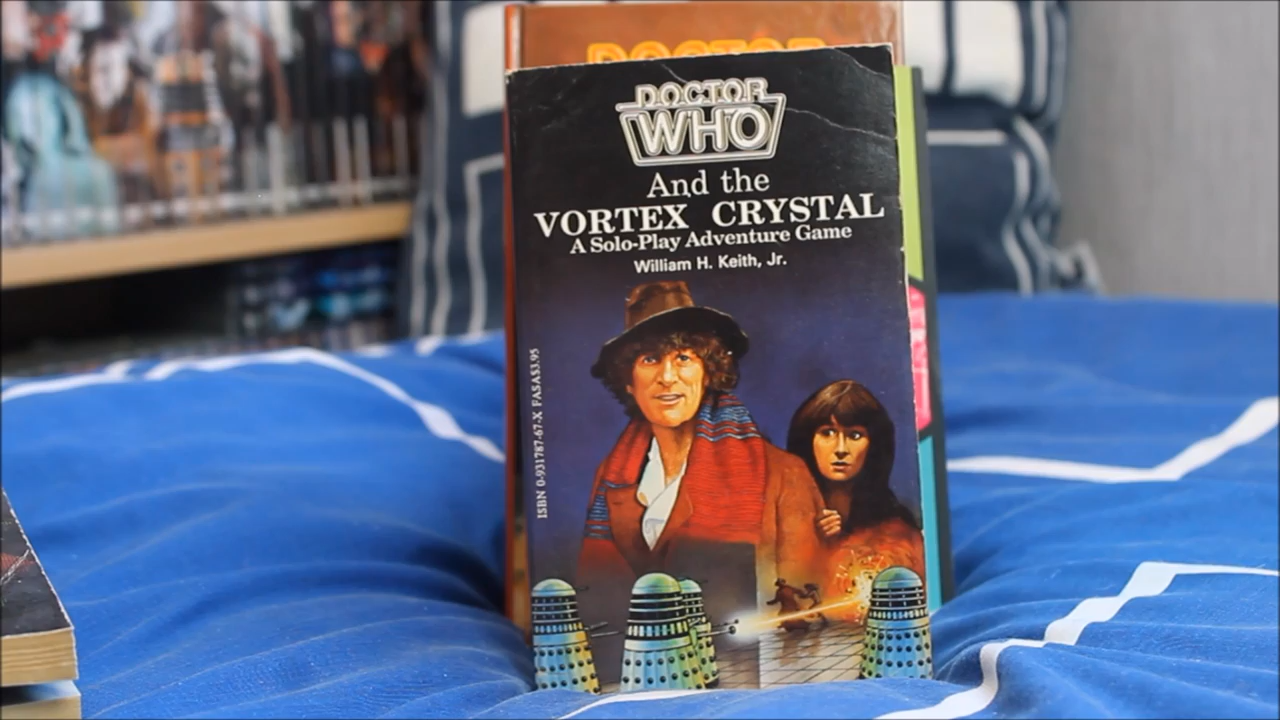 DOCTOR
DOCTOR
WHO
And the
VORTEX CRYSTAL
A Solo-Play Adventure Game
William H. Keith, Jr.
ISBN 0-931787-67-X FASA$3.95